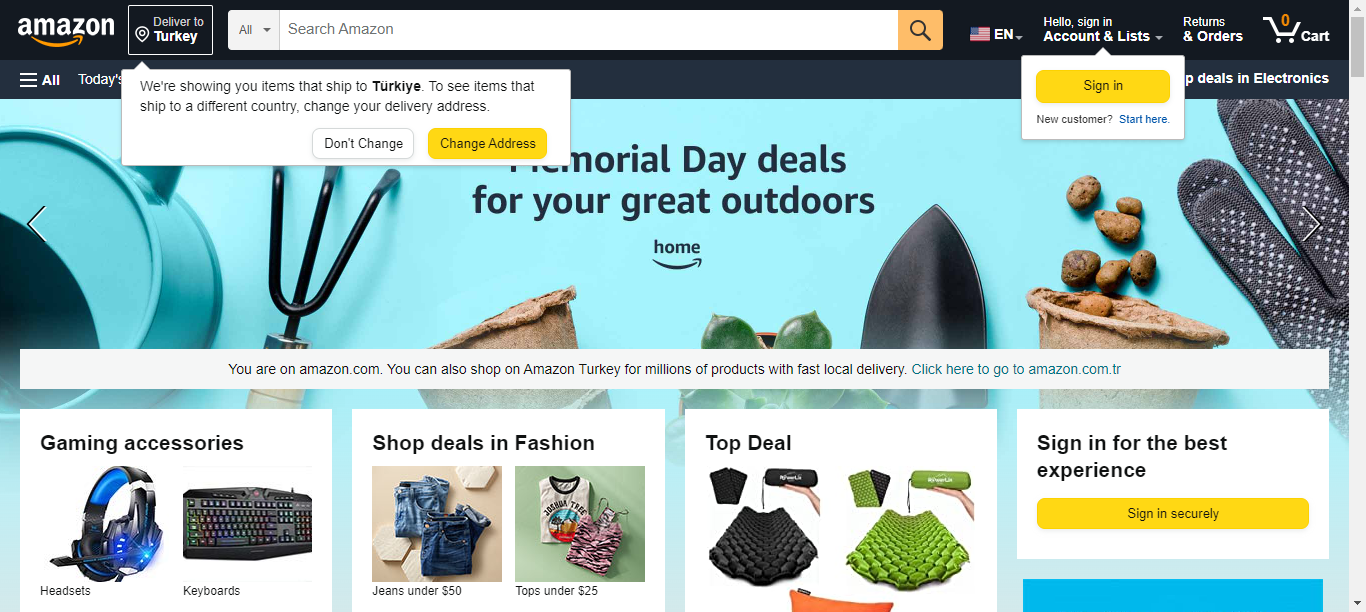 amazon
Deliver to
Turkey
All
Search Amazon
EN
Hello, sign in
Account & Lists
Returns
& Orders
0
Cart
All
Today's
p deals in Electronics
We're showing you items that ship to Türkiye. To see items that
ship to a different country, change your delivery address.
Don't Change
Change Address
Sign in
New customer? Start here.
Memorial Day deals
for your great outdoors
home
You are on amazon.com. You can also shop on Amazon Turkey for millions of products with fast local delivery. Click here to go to amazon.com.tr
Gaming accessories
Headsets
Keyboards
Shop deals in Fashion
JOSHUA TREE
Jeans under $50
Tops under $25
Top Deal
Sign in for the best
experience
Sign in securely